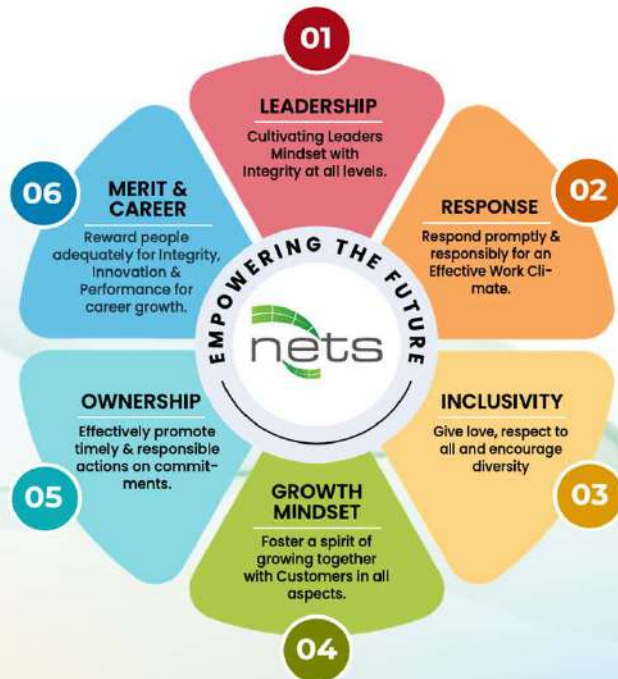 01
LEADERSHIP
Cultivating Leaders
Mindset with
Integrity at all levels.
02
RESPONSE
Respond promptly &
responsibly for an
Effective Work Cli-
mate.
03
INCLUSIVITY
Give love, respect to
all and encourage
diversity
04
GROWTH
MINDSET
Foster a spirit of
growing together
with Customers in all
aspects.
05
OWNERSHIP
Effectively promote
timely & responsible
actions on commit-
ments.
06
MERIT &
CAREER
Reward people
adequately for Integrity,
Innovation &
Performance for
career growth.
EMPOWERING THE FUTURE
nets